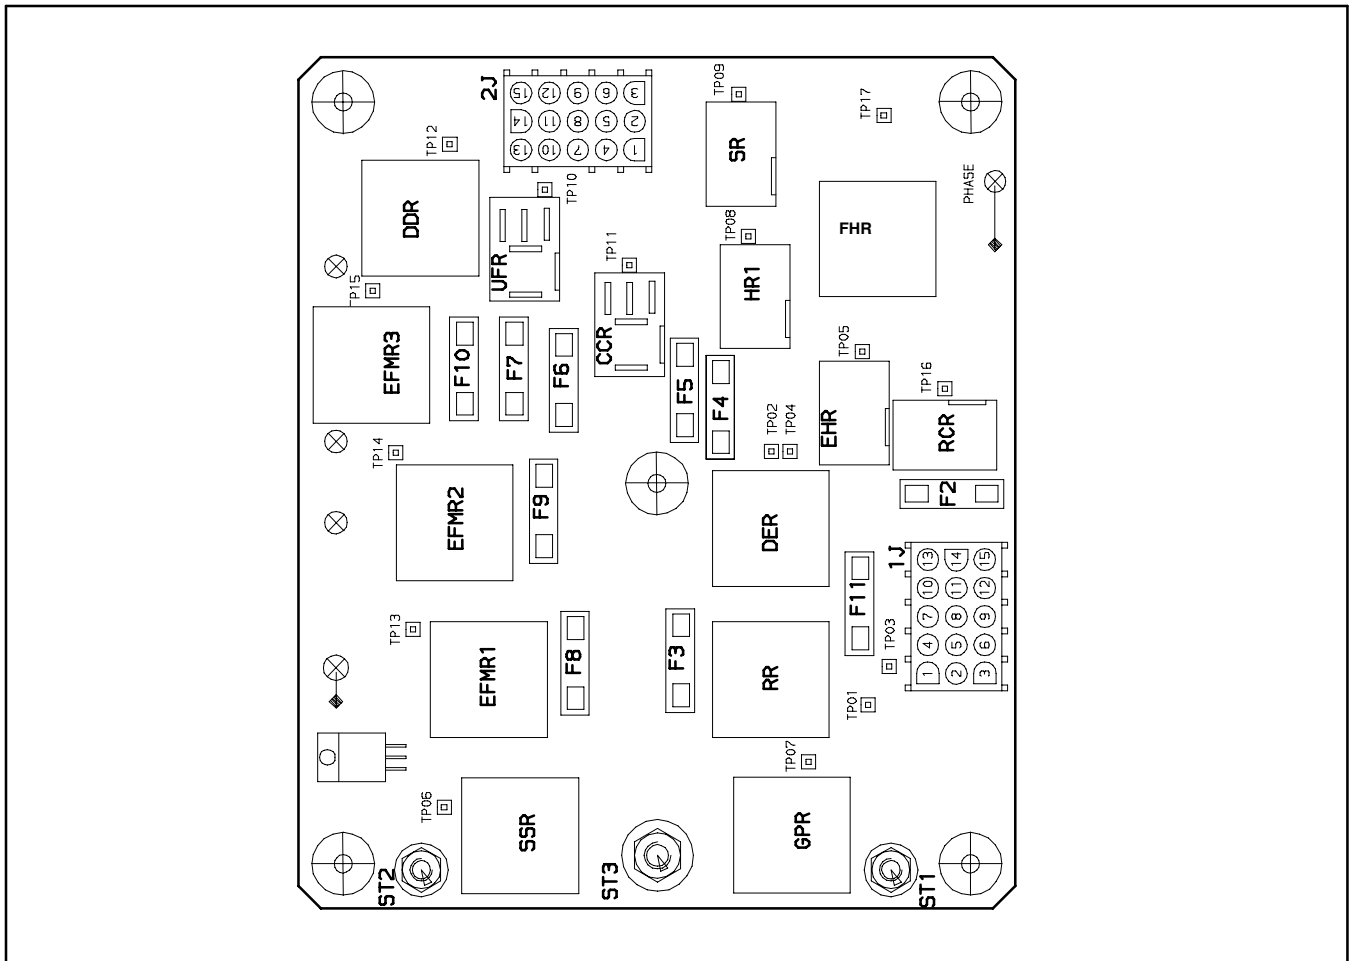 2J
15 12 9 6 3
14 11 8 5 2
13 10 7 4 1
TP09
TP17
TP12
SR
PHASE
DDR
TP10
TP08
FHR
UFR
TP11
HR1
TP15
CCR
EFMR3
F10
F7
F6
F5
F4
TP05
TP16
EHR
RCR
TP02
TP04
TP14
EFMR2
F9
DER
F2
1J
13 14 15
10 11 12
7 8 9
4 5 6
1 2 3
F11
TP03
TP13
EFMR1
F8
F3
RR
TP01
TP07
TP06
SSR
GPR
ST2
ST3
ST1